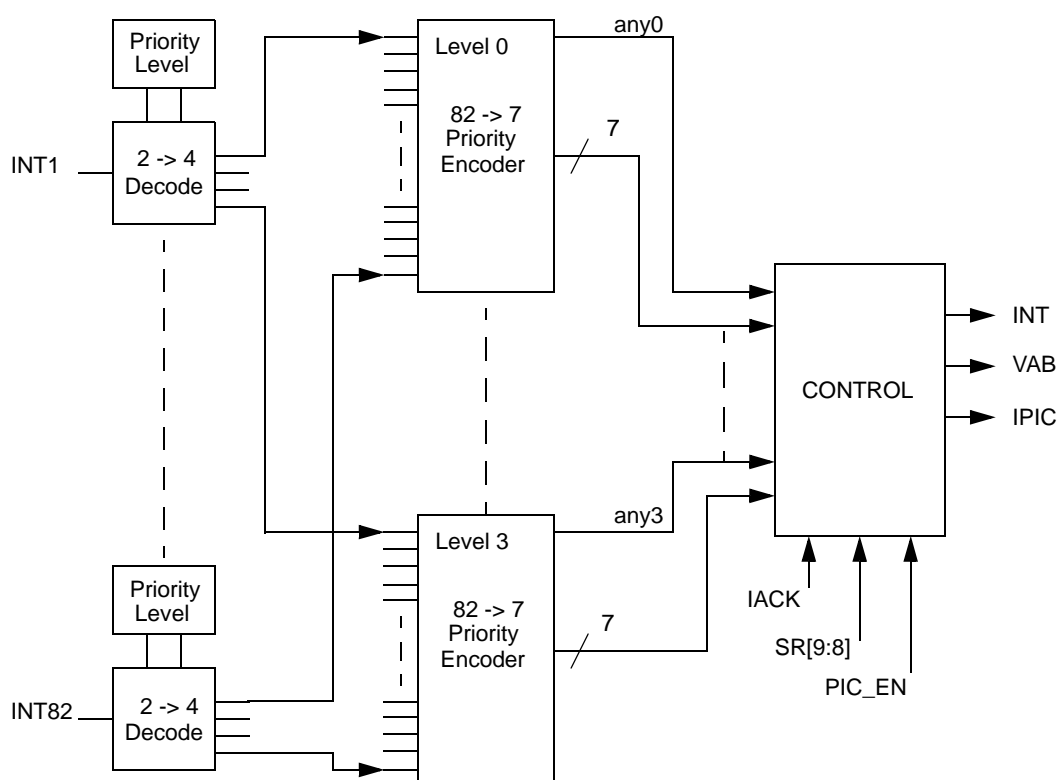 Priority
Level
INT1
2 -> 4
Decode
Level 0
82 -> 7
Priority
Encoder
any0
7
CONTROL
INT
VAB
IPIC
IACK
SR[9:8]
PIC_EN
Priority
Level
INT82
2 -> 4
Decode
Level 3
82 -> 7
Priority
Encoder
any3
7